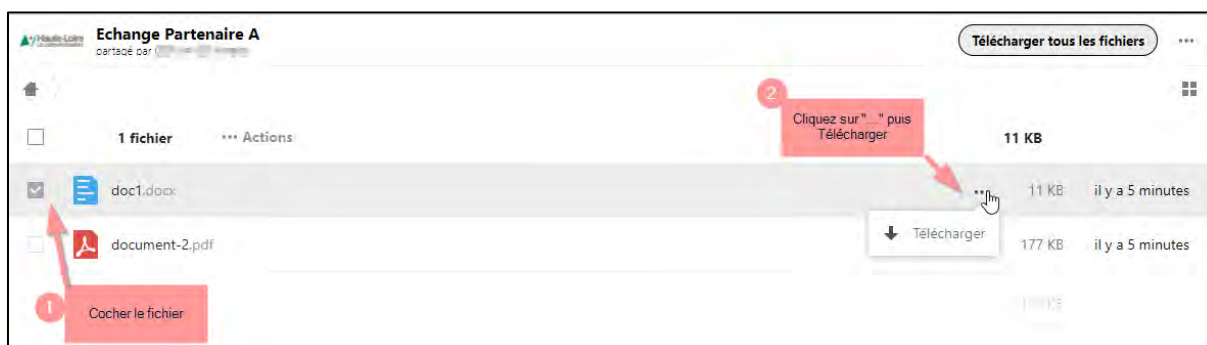 Haute-Loire
Echange Partenaire A
partagé par
Télécharger tous les fichiers
...
2
Cliquez sur "..." puis
Télécharger
1 fichier
... Actions
11 KB
doc1.docx
...
11 KB
il y a 5 minutes
Télécharger
document-2.pdf
177 KB
il y a 5 minutes
1
Cocher le fichier